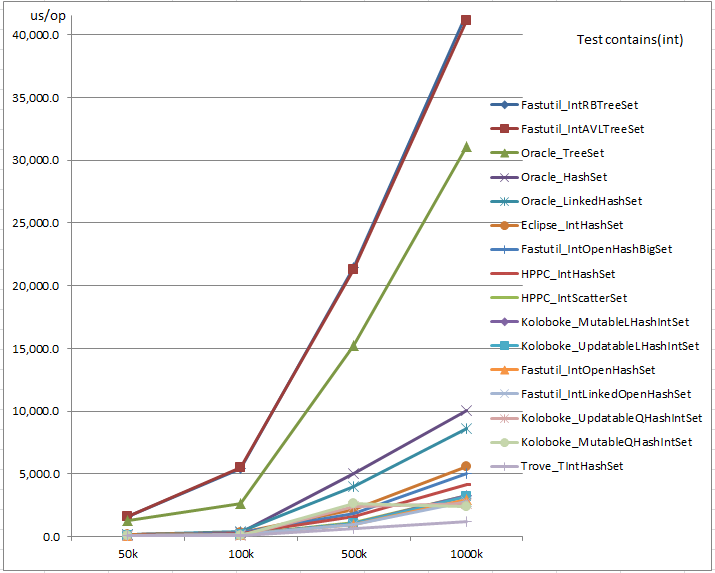 us/op
Test contains(int)
40,000.0
35,000.0
30,000.0
25,000.0
20,000.0
15,000.0
10,000.0
5,000.0
0.0
50k
100k
500k
1000k
Fastutil_IntRBTreeSet
Fastutil_IntAVLTreeSet
Oracle_TreeSet
Oracle_HashSet
Oracle_LinkedHashSet
Eclipse_IntHashSet
Fastutil_IntOpenHashBigSet
HPPC_IntHashSet
HPPC_IntScatterSet
Koloboke_MutableLHashIntSet
Koloboke_UpdatableLHashIntSet
Fastutil_IntOpenHashSet
Fastutil_IntLinkedOpenHashSet
Koloboke_UpdatableQHashIntSet
Koloboke_MutableQHashIntSet
Trove_TIntHashSet